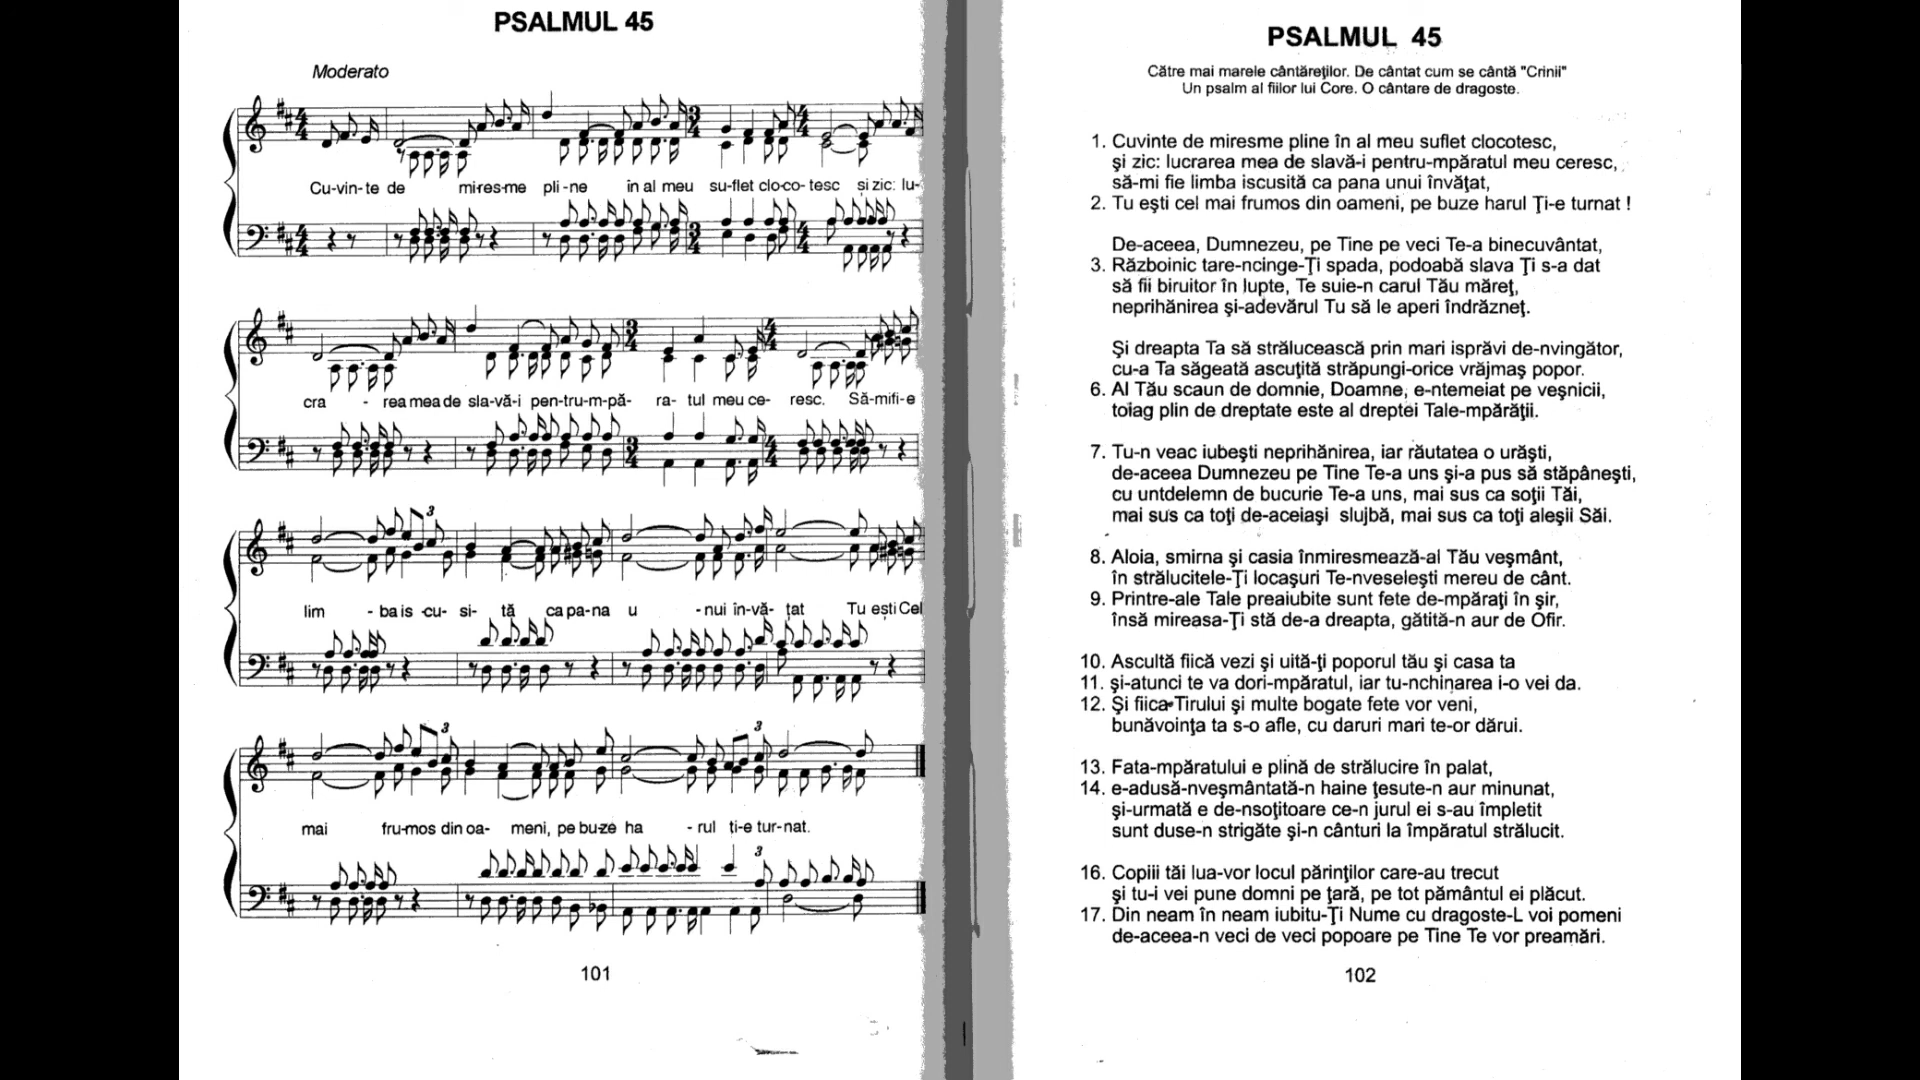 PSALMUL 45
Moderato
Cu-vin-te de mi-res-me pli-ne în al meu su-flet clo-co-tesc și zic: lu-
cra - rea mea de sla-vă-i pen-tru-m-pă- ra- tul meu ce- resc. Să-mi fi-e
lim - ba is -cu- si- tă ca pa-na u - nui în-vă- țat Tu ești Cel
mai fru-mos din oa- meni, pe bu-ze ha - rul ți-e tur-nat.
101
PSALMUL 45
Către mai marele cântăreţilor. De cântat cum se cântă "Crinii"
Un psalm al fiilor lui Core. O cântare de dragoste.
1. Cuvinte de miresme pline în al meu suflet clocotesc,
şi zic: lucrarea mea de slavă-i pentru-mpăratul meu ceresc,
să-mi fie limba iscusită ca pana unui învăţat,
2. Tu eşti cel mai frumos din oameni, pe buze harul Ţi-e turnat !
De-aceea, Dumnezeu, pe Tine pe veci Te-a binecuvântat,
3. Războinic tare-ncinge-Ţi spada, podoabă slava Ţi s-a dat
să fii biruitor în lupte, Te suie-n carul Tău măreţ,
neprihănirea şi-adevărul Tu să le aperi îndrăzneţ.
Şi dreapta Ta să strălucească prin mari isprăvi de-nvingător,
cu-a Ta săgeată ascuţită străpungi-orice vrăjmaş popor.
6. Al Tău scaun de domnie, Doamne, e-ntemeiat pe veşnicii,
toiag plin de dreptate este al dreptei Tale-mpărăţii.
7. Tu-n veac iubeşti neprihănirea, iar răutatea o urăşti,
de-aceea Dumnezeu pe Tine Te-a uns şi-a pus să stăpâneşti,
cu untdelemn de bucurie Te-a uns, mai sus ca soţii Tăi,
mai sus ca toţi de-aceiaşi slujbă, mai sus ca toţi aleşii Săi.
8. Aloia, smirna şi casia înmiresmează-al Tău veşmânt,
în strălucitele-Ţi locaşuri Te-nveseleşti mereu de cânt.
9. Printre-ale Tale preaiubite sunt fete de-mpăraţi în şir,
însă mireasa-Ţi stă de-a dreapta, gătită-n aur de Ofir.
10. Ascultă fiică vezi şi uită-ţi poporul tău şi casa ta
11. şi-atunci te va dori-mpăratul, iar tu-nchinarea i-o vei da.
12. Şi fiica-Tirului şi multe bogate fete vor veni,
bunăvoinţa ta s-o afle, cu daruri mari te-or dărui.
13. Fata-mpăratului e plină de strălucire în palat,
14. e-adusă-nveşmântată-n haine ţesute-n aur minunat,
şi-urmată e de-nsoţitoare ce-n jurul ei s-au împletit
sunt duse-n strigăte şi-n cânturi la împăratul strălucit.
16. Copiii tăi lua-vor locul părinţilor care-au trecut
şi tu-i vei pune domni pe ţară, pe tot pământul ei plăcut.
17. Din neam în neam iubitu-Ţi Nume cu dragoste-L voi pomeni
de-aceea-n veci de veci popoare pe Tine Te vor preamări.
102